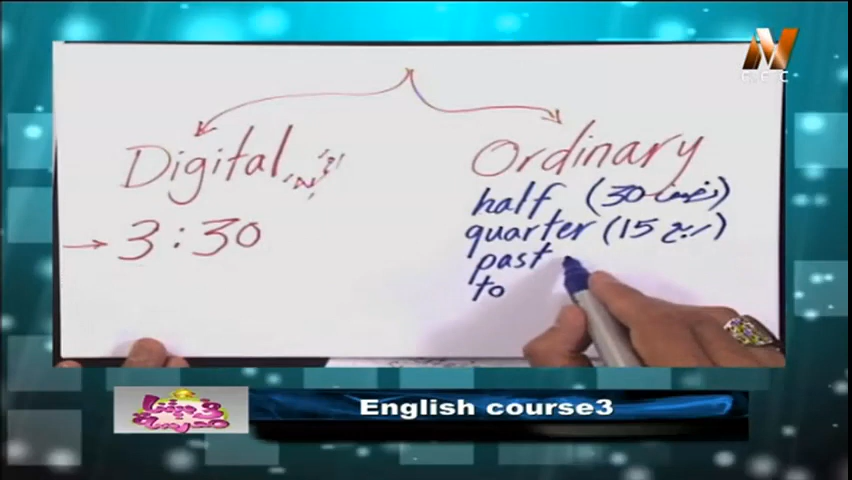 Digital
3:30
Ordinary
half (30 نصف)
quarter (15 ربع)
past
to
English course3